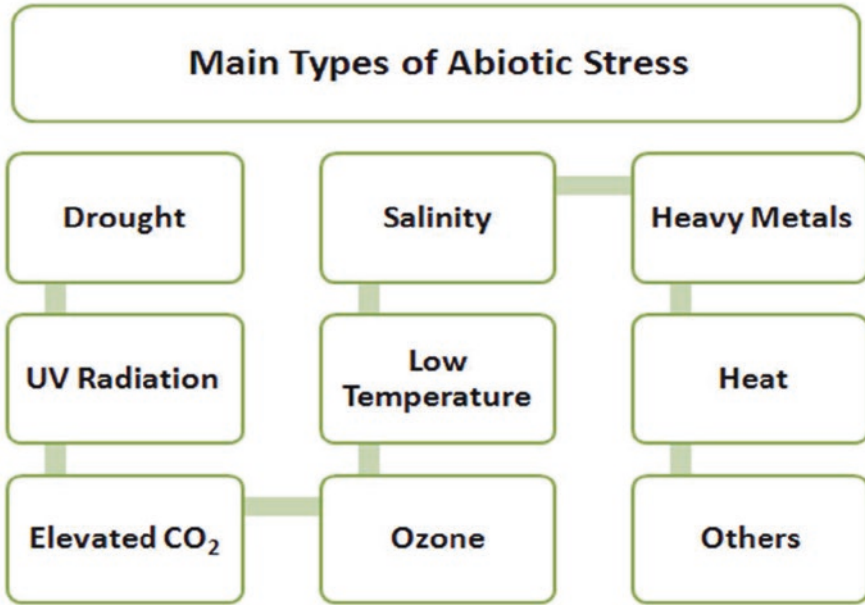 Main Types of Abiotic Stress
Drought
UV Radiation
Elevated CO₂
Ozone
Low
Temperature
Salinity
Heavy Metals
Heat
Others